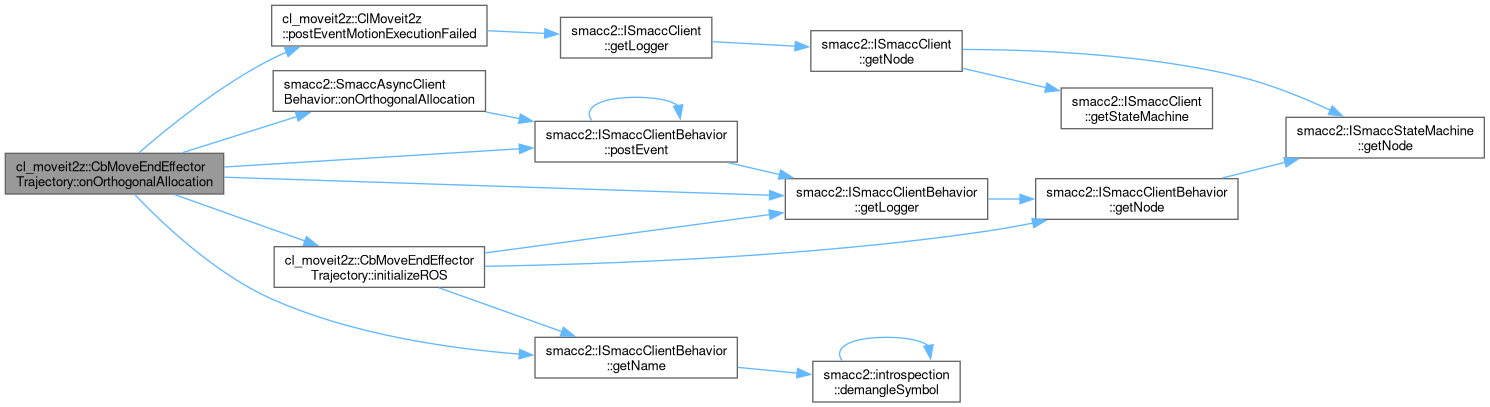 cl_moveit2z::ClMoveit2z
::postEventMotionExecutionFailed
smacc2::ISmaccClient
::getLogger
smacc2::ISmaccClient
::getNode
smacc2::SmaccAsyncClient
Behavior::onOrthogonalAllocation
smacc2::ISmaccClient
::getStateMachine
smacc2::ISmaccClientBehavior
::postEvent
smacc2::ISmaccStateMachine
::getNode
cl_moveit2z::CbMoveEndEffector
Trajectory::onOrthogonalAllocation
smacc2::ISmaccClientBehavior
::getLogger
smacc2::ISmaccClientBehavior
::getNode
cl_moveit2z::CbMoveEndEffector
Trajectory::initializeROS
smacc2::ISmaccClientBehavior
::getName
smacc2::introspection
::demangleSymbol